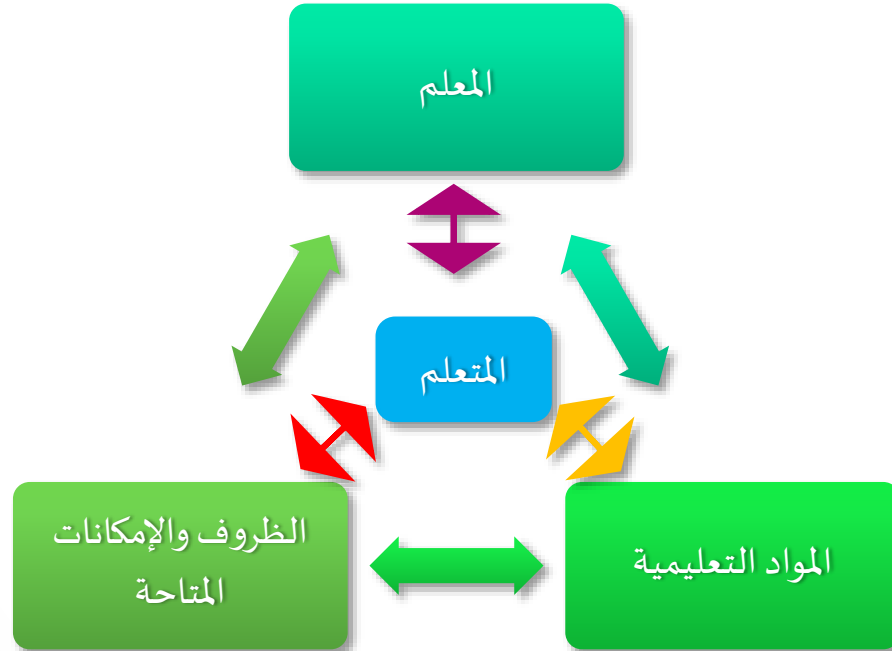 المعلم
المتعلم
الظروف والإمكانات
المتاحة
المواد التعليمية